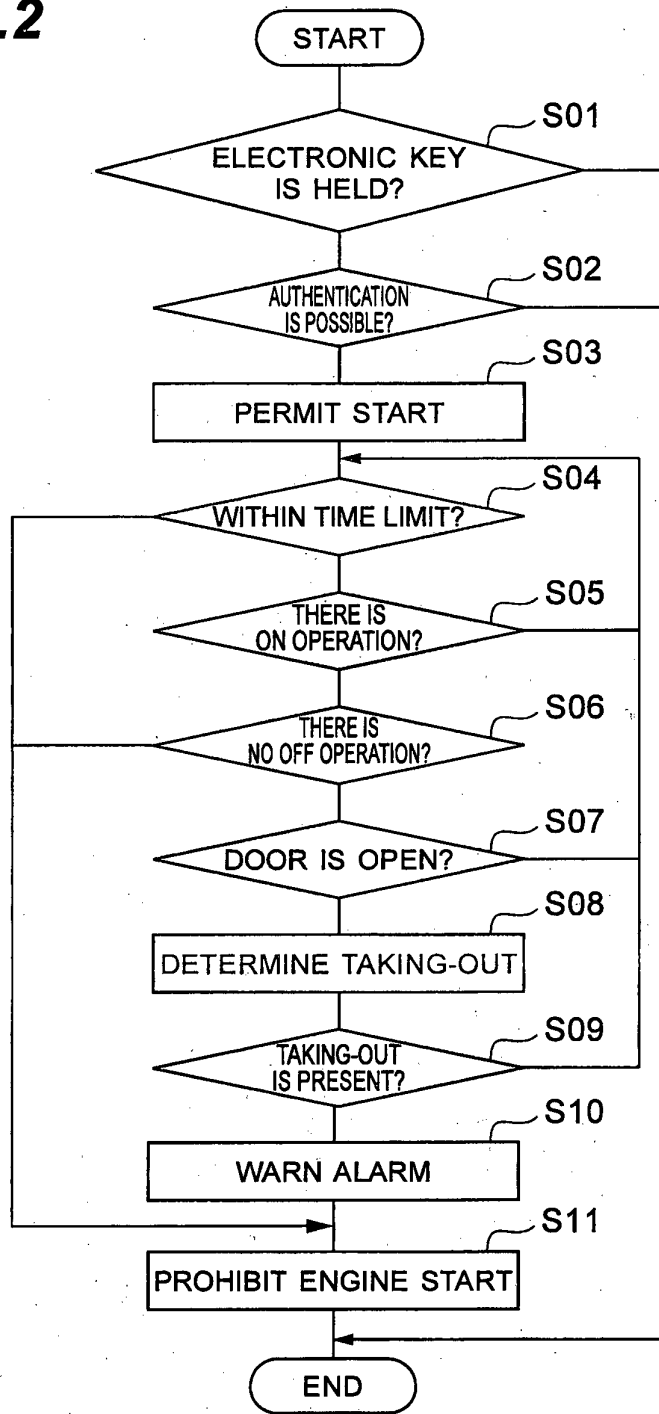 .2
START
S01
ELECTRONIC KEY
IS HELD?
S02
AUTHENTICATION
IS POSSIBLE?
S03
PERMIT START
S04
WITHIN TIME LIMIT?
S05
THERE IS
ON OPERATION?
S06
THERE IS
NO OFF OPERATION?
S07
DOOR IS OPEN?
S08
DETERMINE TAKING-OUT
S09
TAKING-OUT
IS PRESENT?
S10
WARN ALARM
S11
PROHIBIT ENGINE START
END